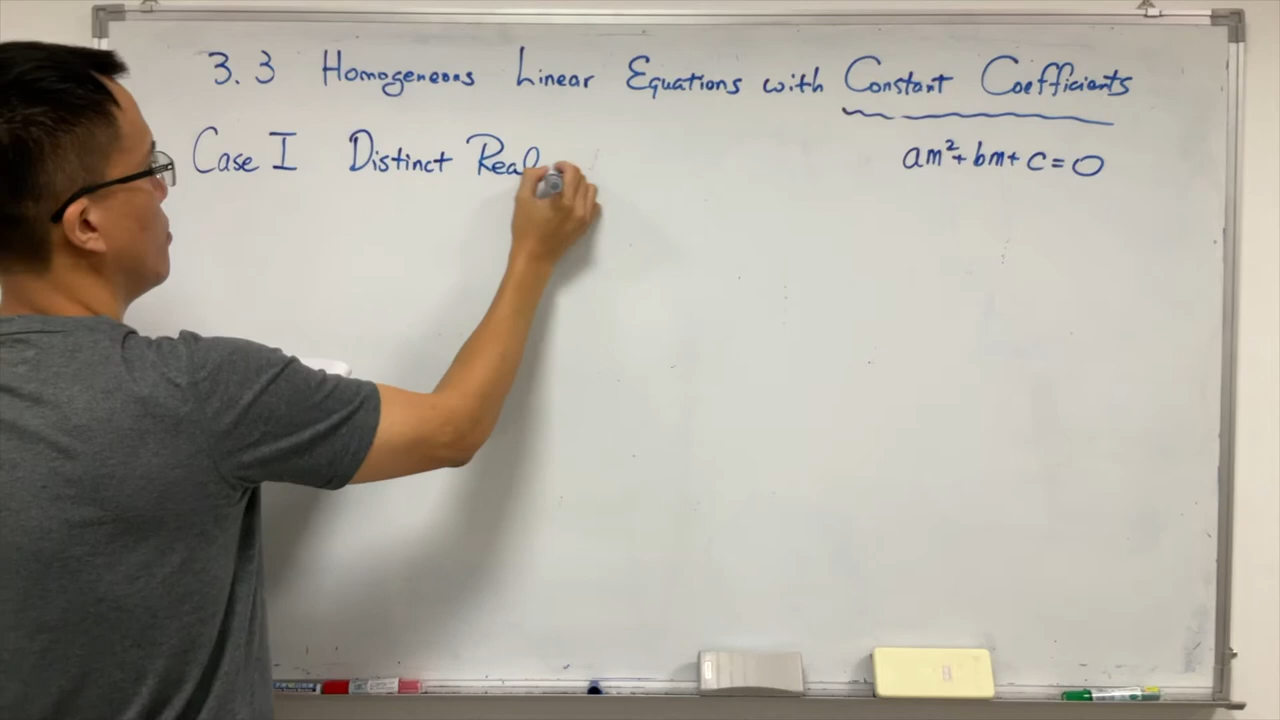 3.3 Homogeneous Linear Equations with Constant Coefficients
Case I Distinct Real
am²+bm+c=0